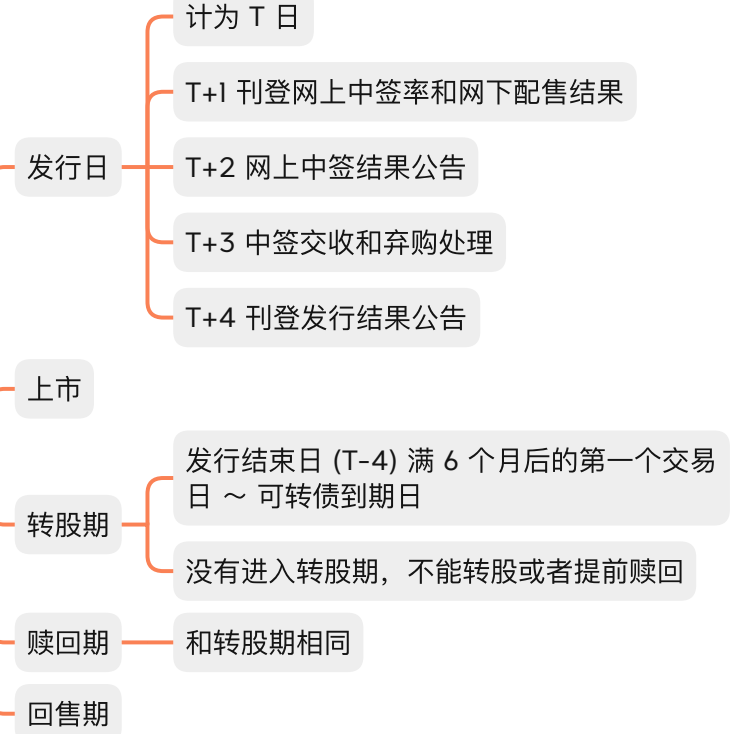 计为 T 日
T+1 刊登网上中签率和网下配售结果
发行日
T+2 网上中签结果公告
T+3 中签交收和弃购处理
T+4 刊登发行结果公告
上市
发行结束日 (T-4) 满 6 个月后的第一个交易
日 ～ 可转债到期日
转股期
没有进入转股期，不能转股或者提前赎回
赎回期
和转股期相同
回售期